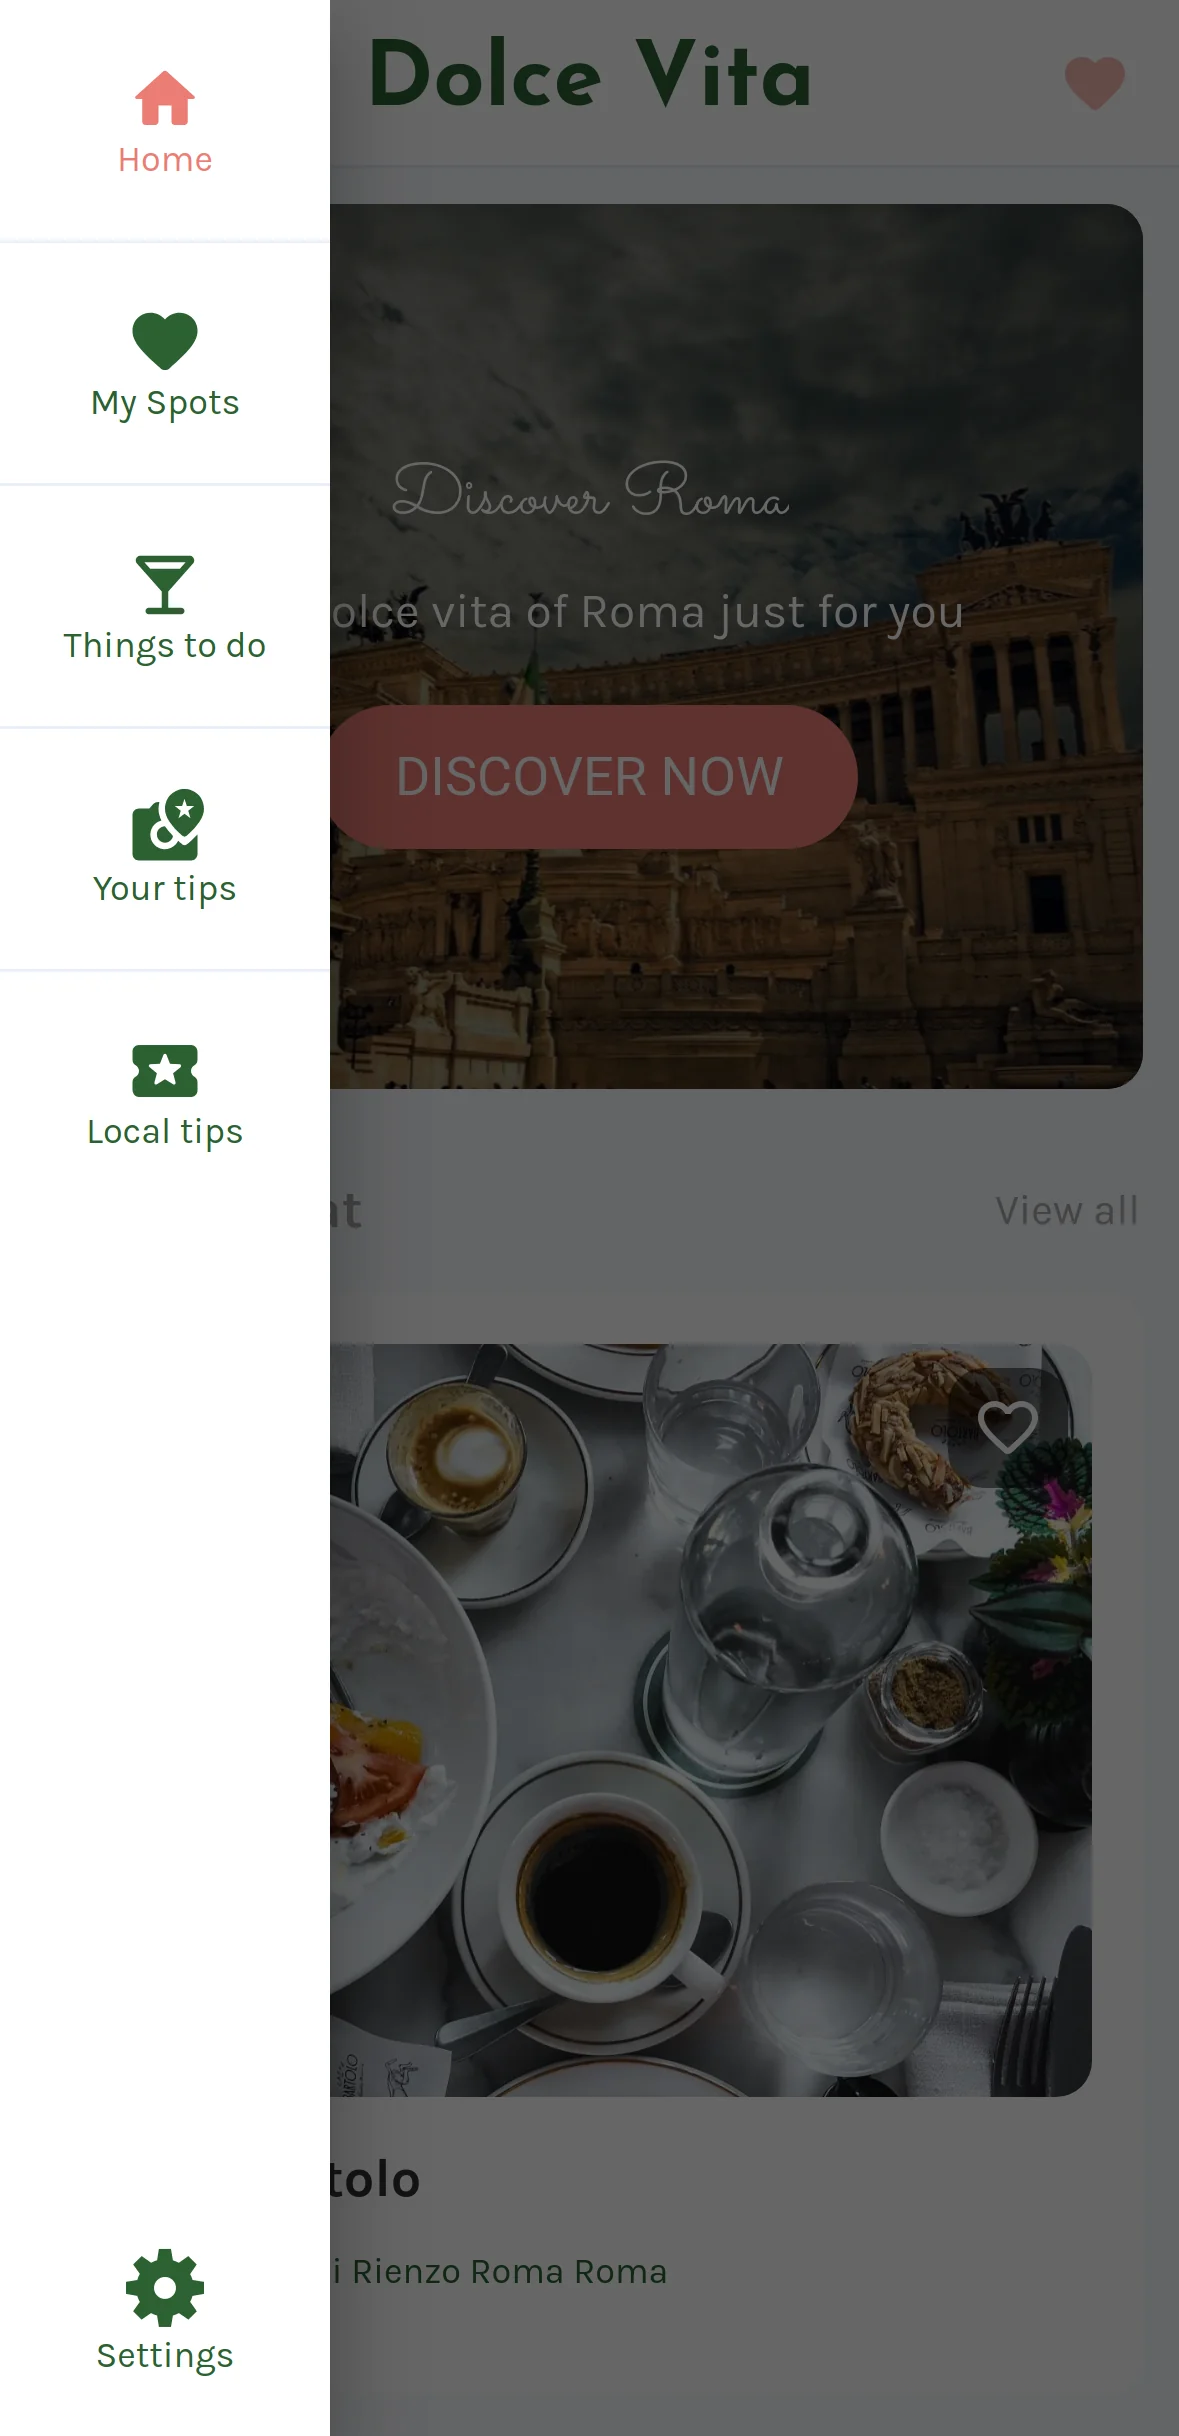 Home
My Spots
Things to do
Your tips
Local tips
Settings
Dolce Vita
Discover Roma
olce vita of Roma just for you
DISCOVER NOW
at
View all
tolo
i Rienzo Roma Roma